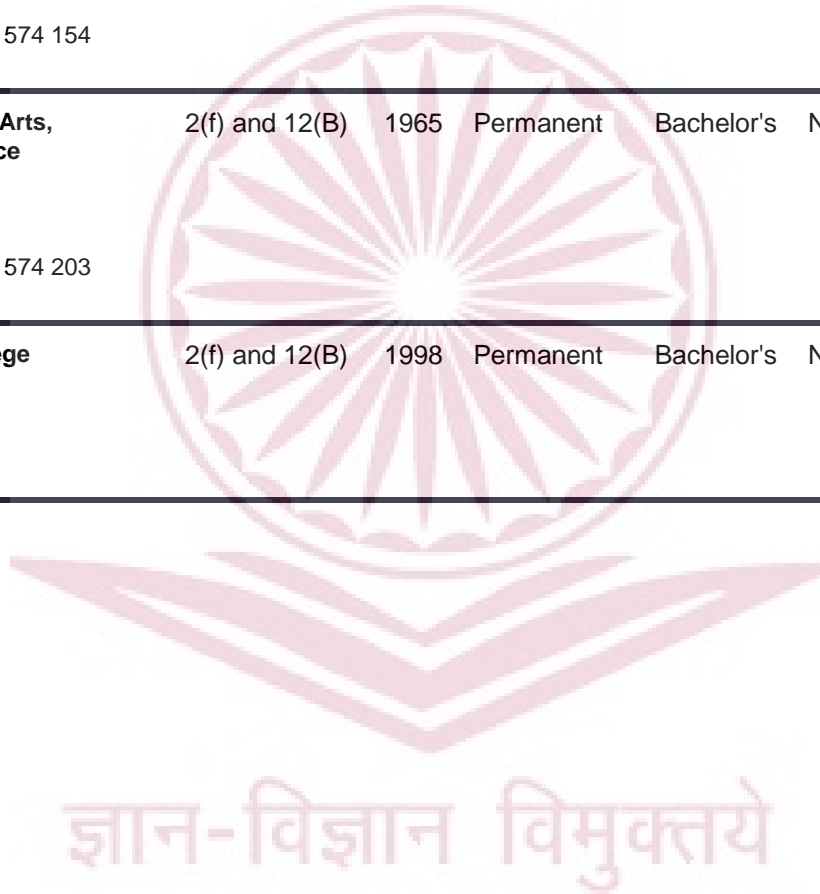 574 154
Arts, 2(f) and 12(B) 1965 Permanent Bachelor's N
ce
574 203
ge 2(f) and 12(B) 1998 Permanent Bachelor's N
ज्ञान-विज्ञान विमुक्तये